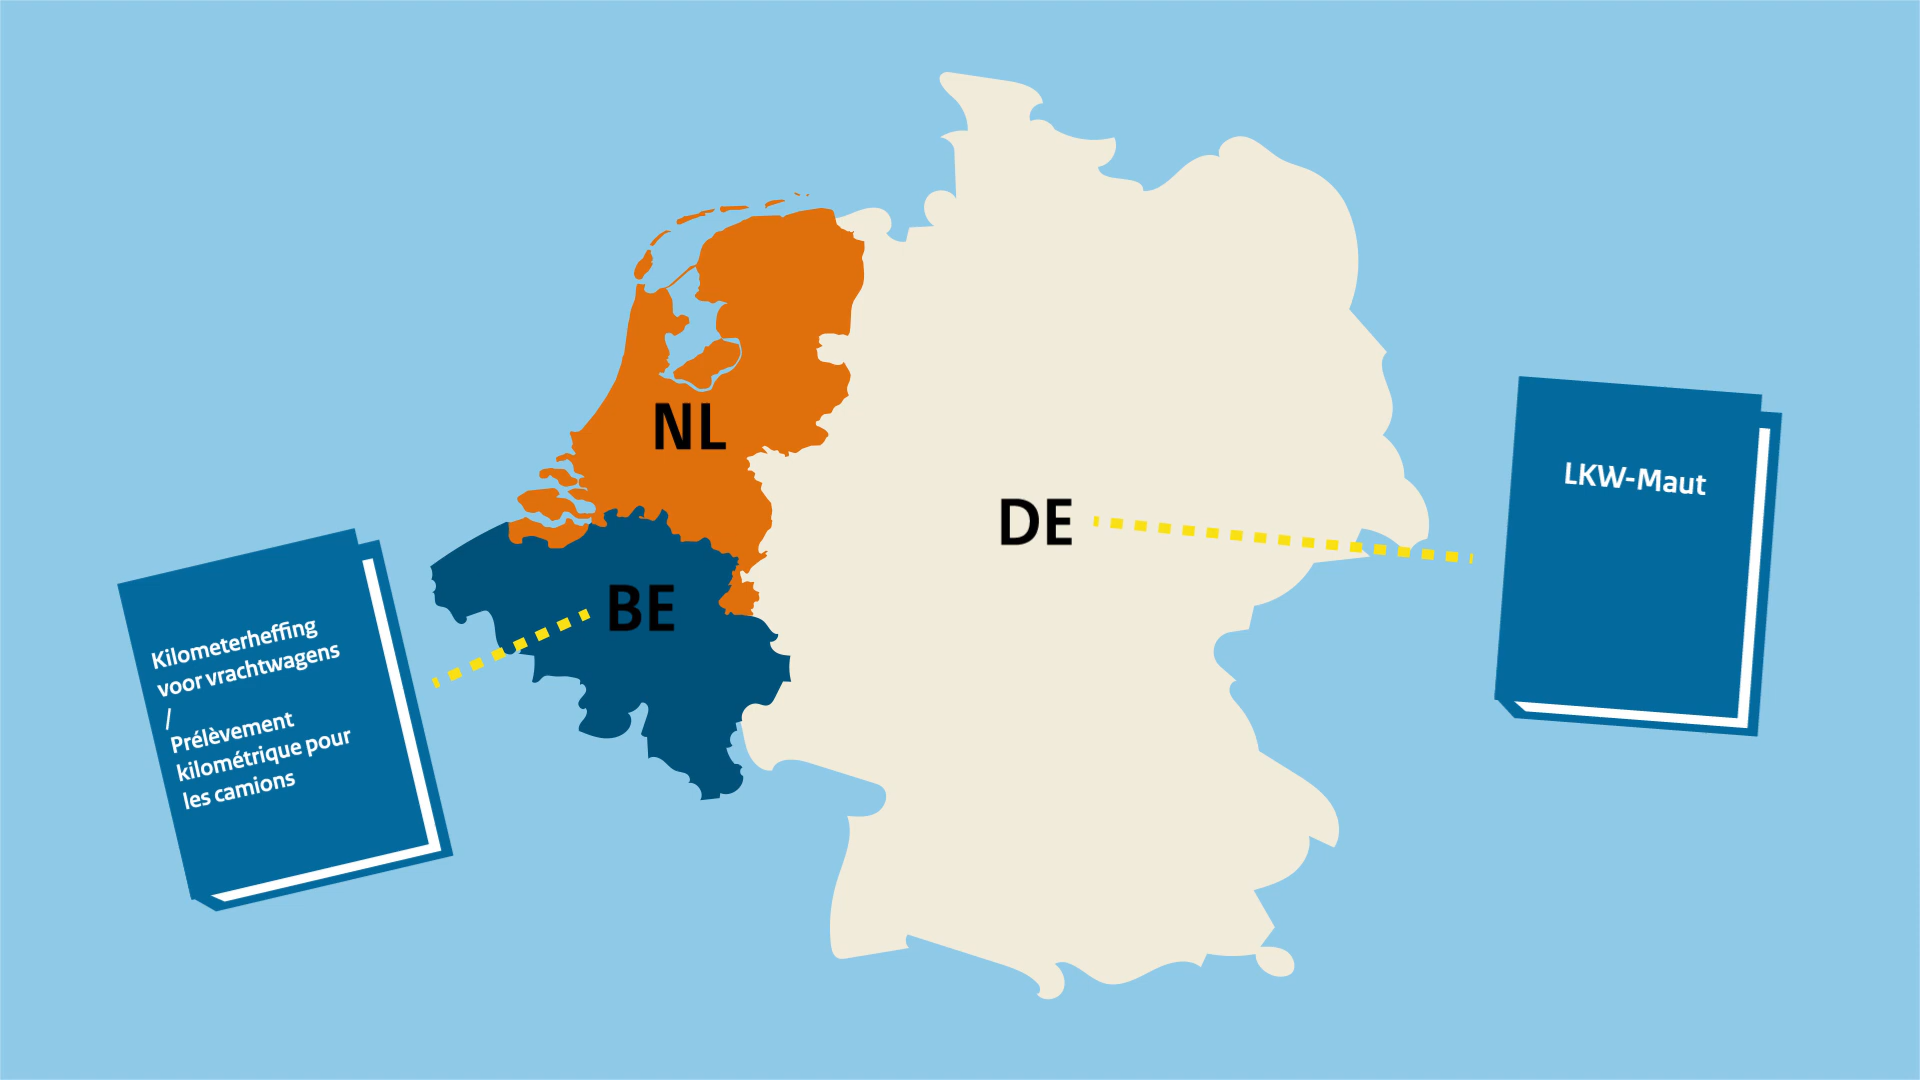 NL
DE
LKW-Maut
BE
Kilometerheffing
voor vrachtwagens
/
Prélèvement
kilométrique pour
les camions